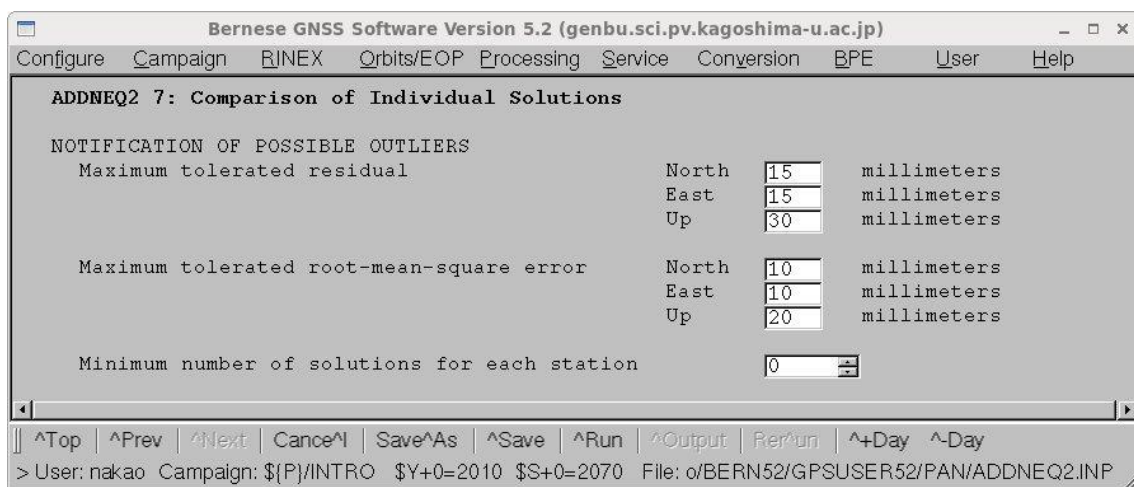 Bernese GNSS Software Version 5.2 (genbu.sci.pv.kagoshima-u.ac.jp)
Configure Campaign RINEX Orbits/EOP Processing Service Conversion BPE User Help
ADDNEQ2 7: Comparison of Individual Solutions
NOTIFICATION OF POSSIBLE OUTLIERS
Maximum tolerated residual North 15 millimeters
East 15 millimeters
Up 30 millimeters
Maximum tolerated root-mean-square error North 10 millimeters
East 10 millimeters
Up 20 millimeters
Minimum number of solutions for each station 0
^Top | ^Prev | ^Next | Cance^l | Save^As | ^Save | ^Run | ^Output | Rer^un | ^+Day ^-Day
> User: nakao Campaign: ${P}/INTRO $Y+0=2010 $S+0=2070 File: o/BERN52/GPSUSER52/PAN/ADDNEQ2.INP